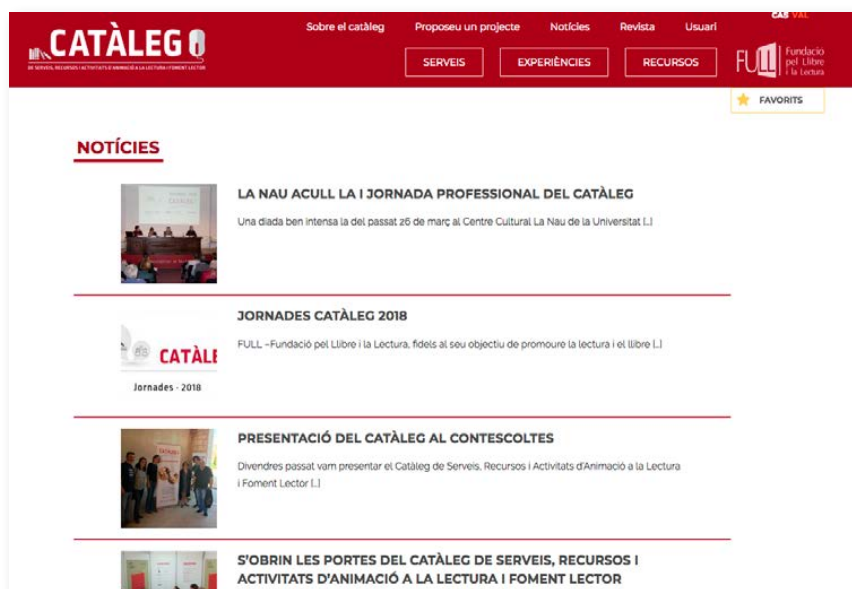 CAS VAL
Sobre el catàleg Proposeu un projecte Notícies Revista Usuari
CATÀLEG
DE SERVEIS, RECURSOS I ACTIVITATS D'ANIMACIÓ A LA LECTURA I FOMENT LECTOR
SERVEIS EXPERIÈNCIES RECURSOS
FULL Fundació
pel Llibre
i la Lectura
FAVORITS
NOTÍCIES
LA NAU ACULL LA I JORNADA PROFESSIONAL DEL CATÀLEG
Una diada ben intensa la del passat 26 de març al Centre Cultural La Nau de la Universitat [...]
JORNADES CATÀLEG 2018
FULL –Fundació pel Llibre i la Lectura, fidels al seu objectiu de promoure la lectura i el llibre [...]
CATÀLE
Jornades - 2018
PRESENTACIÓ DEL CATÀLEG AL CONTESCOLTES
Divendres passat vam presentar el Catàleg de Serveis, Recursos i Activitats d'Animació a la Lectura
i Foment Lector [...]
S'OBRIN LES PORTES DEL CATÀLEG DE SERVEIS, RECURSOS I
ACTIVITATS D'ANIMACIÓ A LA LECTURA I FOMENT LECTOR